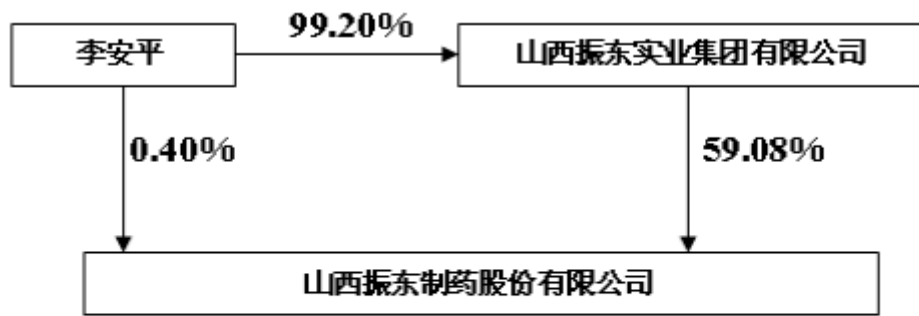 99.20%
李安平
山西振东实业集团有限公司
0.40%
59.08%
山西振东制药股份有限公司